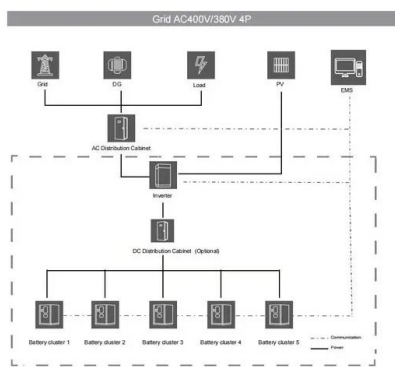 Grid AC400V/380V 4P
Grid
DG
Load
PV
EMS
AC Distribution Cabinet
Inverter
DC Distribution Cabinet (Optional)
Battery cluster 1
Battery cluster 2
Battery cluster 3
Battery cluster 4
Battery cluster 5
Communication
Power